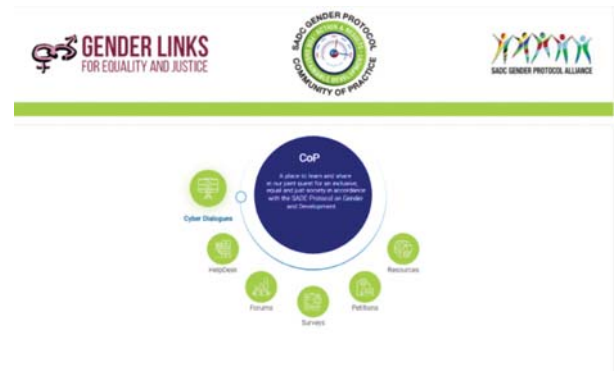 GENDER LINKS
FOR EQUALITY AND JUSTICE
SADC GENDER PROTOCOL
COMMUNITY OF PRACTICE
SADC GENDER PROTOCOL ALLIANCE
CoP
A place to learn and share
in our joint quest for an inclusive,
equal and just society in accordance
with the SADC Protocol on Gender
and Development
Cyber Dialogues
HelpDesk
Resources
Forums
Petitions
Surveys